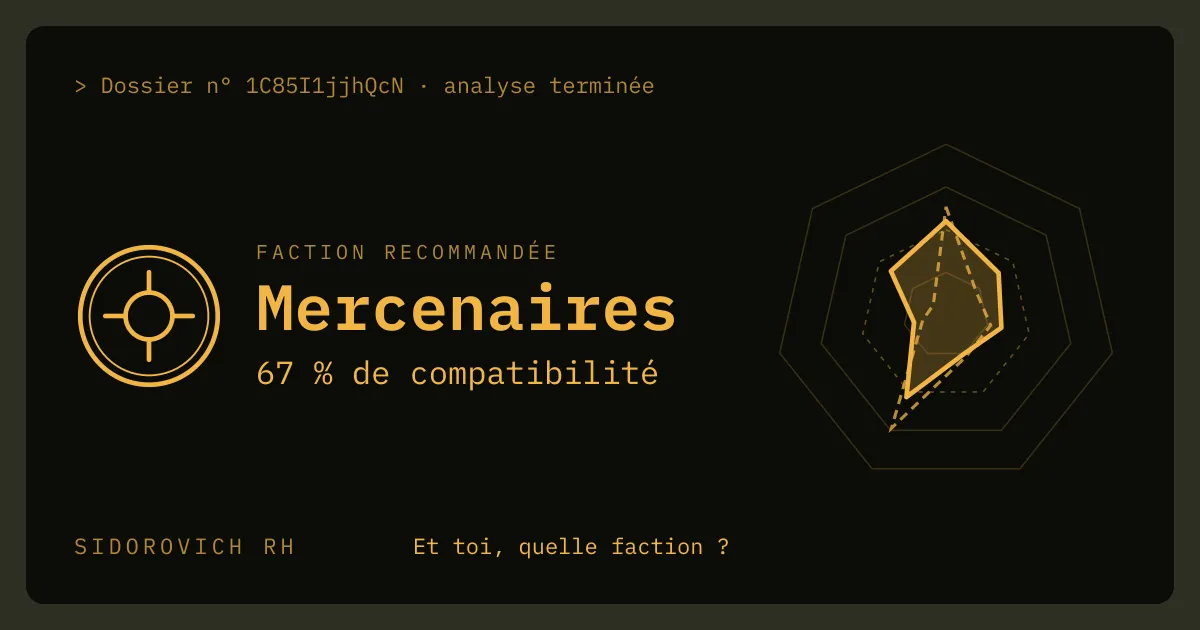 > Dossier n° 1C85I1jjhQcN · analyse terminée
FACTION RECOMMANDÉE
Mercenaires
67 % de compatibilité
SIDOROVICH RH
Et toi, quelle faction ?